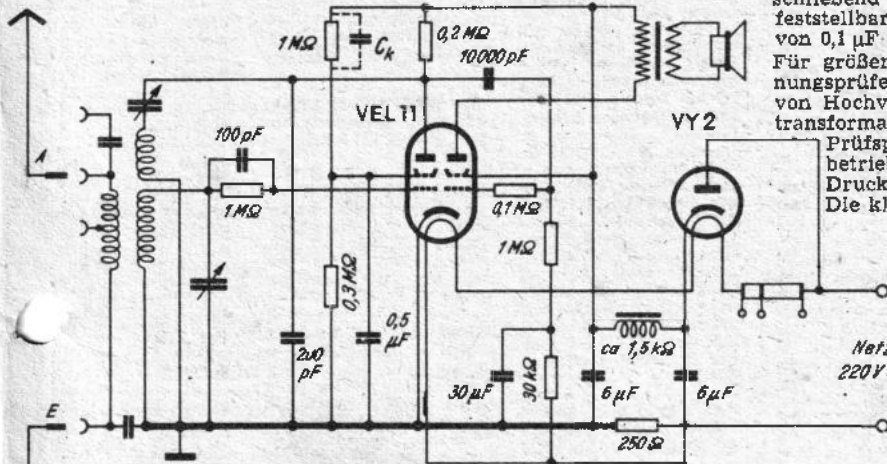 schließend
feststellbar
von 0,1 µF
Für größer
nungsprüfe
von Hochv
transforma
Prüfsp
betrie
Druck
Die kl
1 MΩ
Ck
0,2 MΩ
10000 pF
VEL 11
VY 2
100 pF
A
1 MΩ
0,1 MΩ
1 MΩ
0,3 MΩ
0,5 µF
200 pF
30 µF
30 kΩ
ca 1,5 kΩ
6 µF
6 µF
Netz
220 V
E
250 Ω